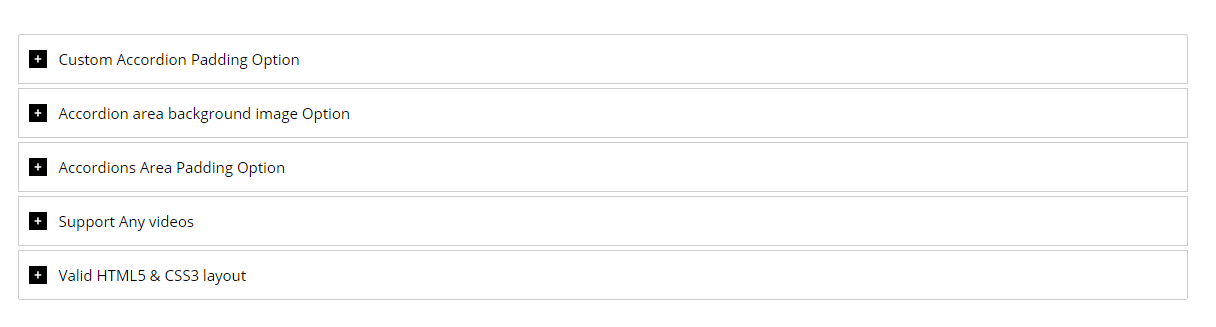 Custom Accordion Padding Option
Accordion area background image Option
Accordions Area Padding Option
Support Any videos
Valid HTML5 & CSS3 layout